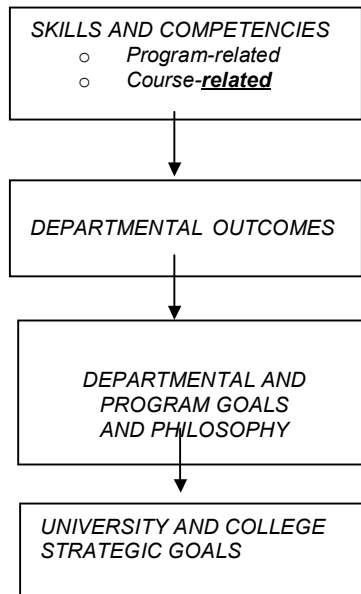 SKILLS AND COMPETENCIES
o Program-related
o Course-related
DEPARTMENTAL OUTCOMES
DEPARTMENTAL AND
PROGRAM GOALS
AND PHILOSOPHY
UNIVERSITY AND COLLEGE
STRATEGIC GOALS